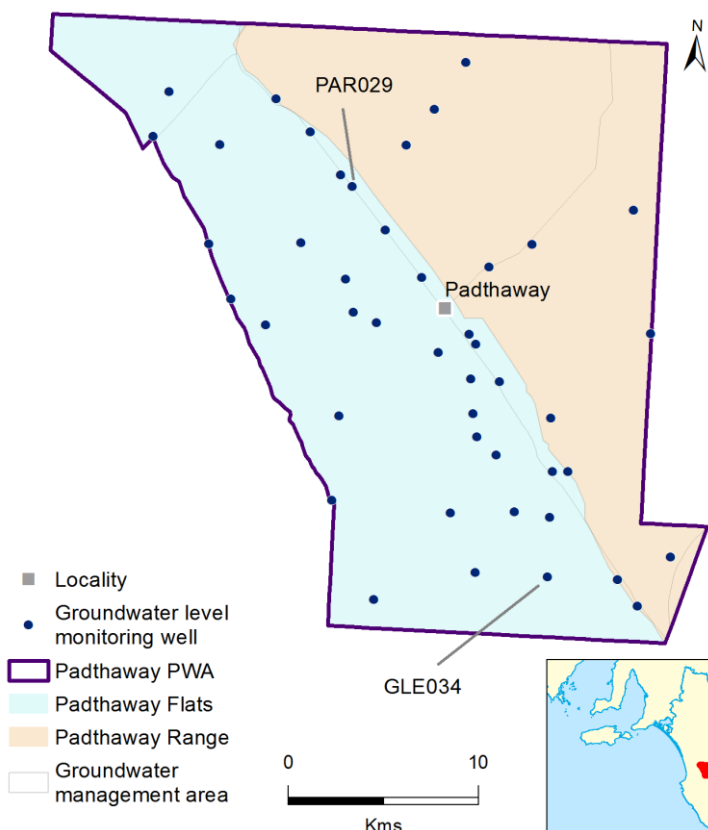 N
PAR029
Padthaway
GLE034
Locality
Groundwater level
monitoring well
Padthaway PWA
Padthaway Flats
Padthaway Range
Groundwater
management area
0 10
Kms